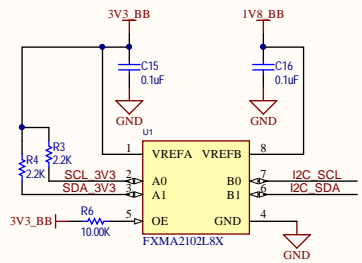 3V3_BB
1V8_BB
C15
0.1uF
C16
0.1uF
GND
GND
U1
1 VREFA VREFB 8
R3
2.2K
R4
2.2K
SCL_3V3 2 A0 B0 7 I2C_SCL
SDA_3V3 3 A1 B1 6 I2C_SDA
3V3_BB R6 10.00K 5 OE GND 4
FXMA2102L8X
GND